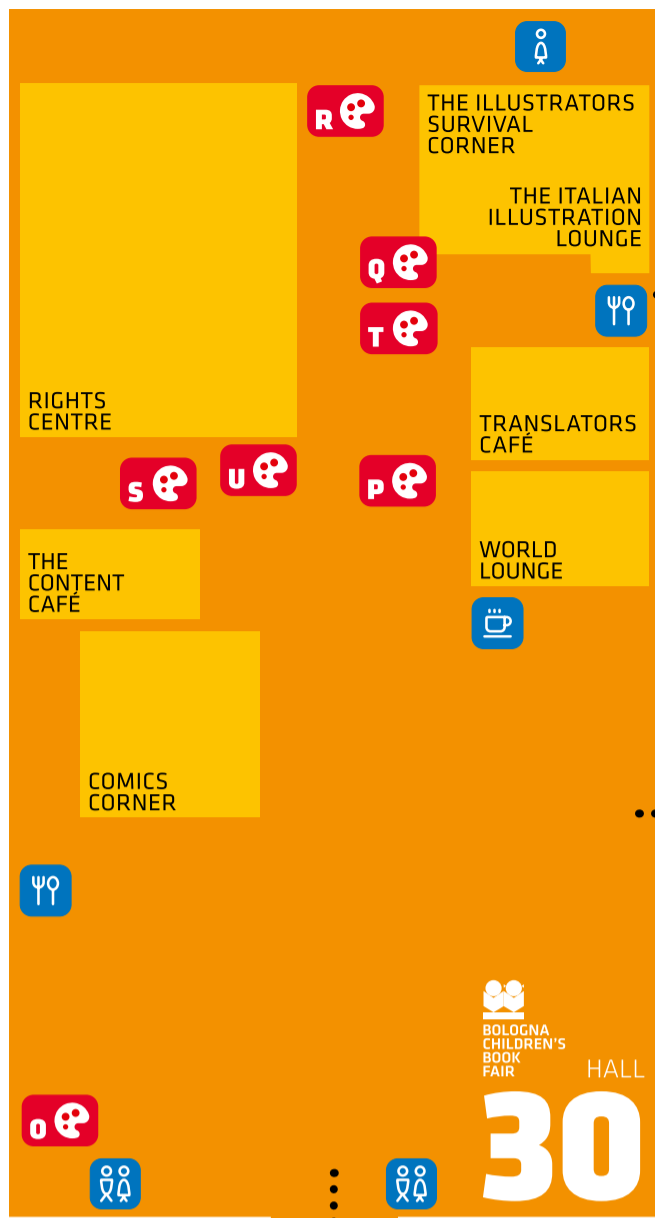 R
THE ILLUSTRATORS
SURVIVAL
CORNER
THE ITALIAN
ILLUSTRATION
LOUNGE
Q
T
RIGHTS
CENTRE
TRANSLATORS
CAFÉ
S
U
P
THE
CONTENT
CAFÉ
WORLD
LOUNGE
COMICS
CORNER
BOLOGNA
CHILDREN'S
BOOK
FAIR
HALL
30
O